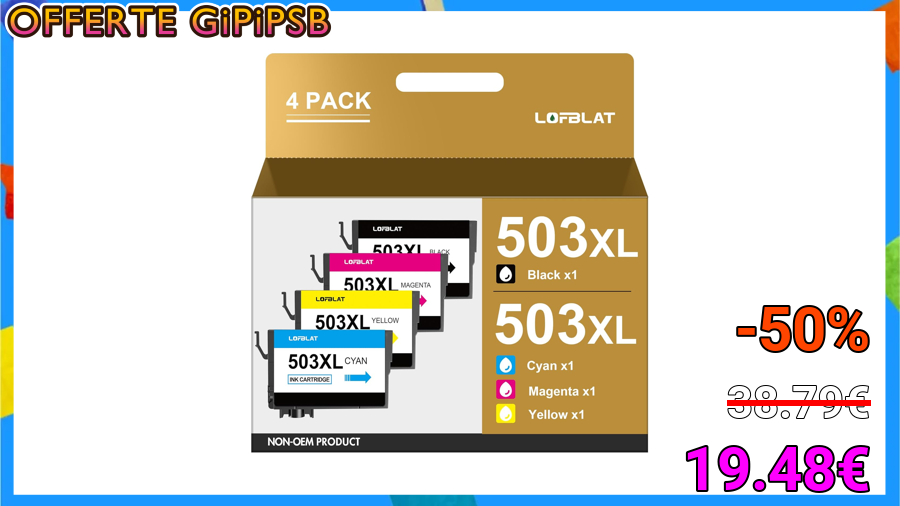 OFFERTE GiPiPSB
4 PACK
LOFBLAT
LOFBLAT
503XL BLACK
LOFBLAT
503XL MAGENTA
LOFBLAT
503XL YELLOW
LOFBLAT
503XL CYAN
INK CARTRIDGE
503XL
Black x1
503XL
Cyan x1
Magenta x1
Yellow x1
NON-OEM PRODUCT
-50%
38.79€
19.48€